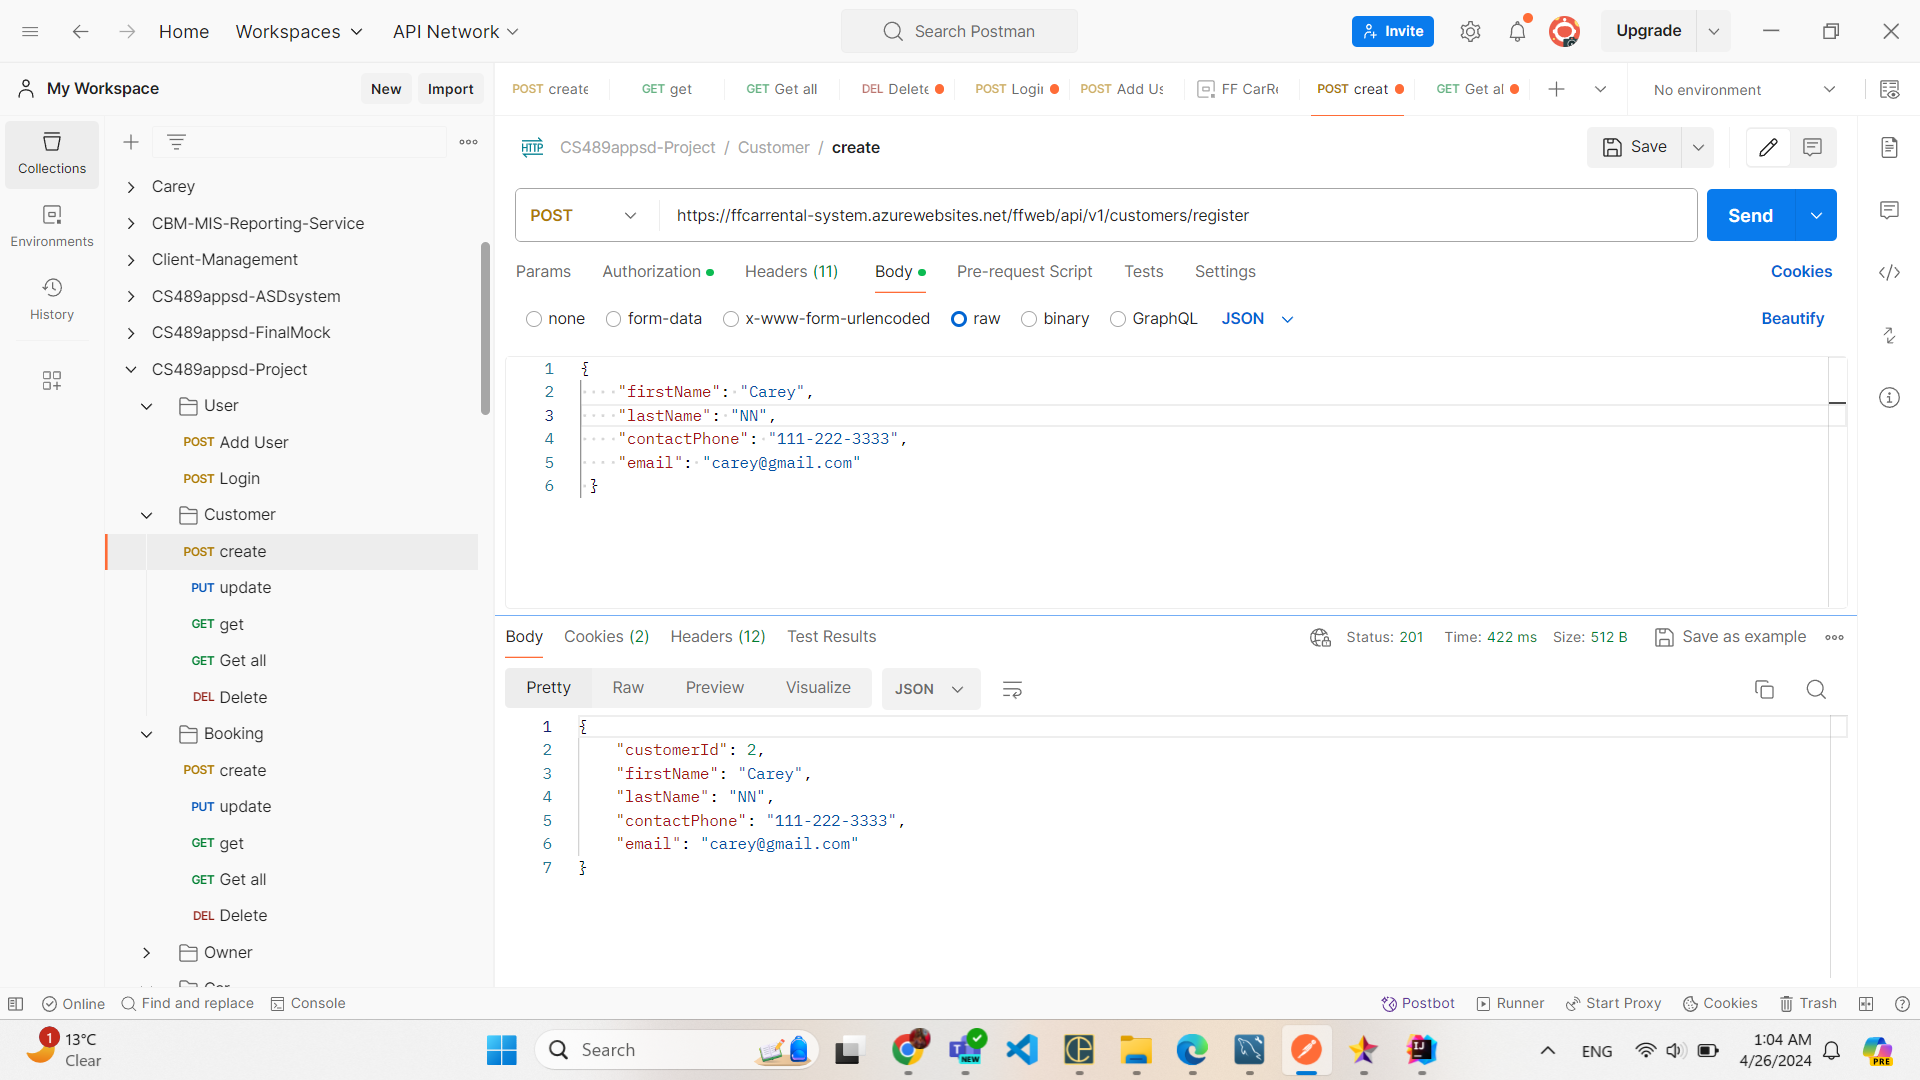 Home Workspaces API Network Search Postman Invite Upgrade
My Workspace New Import
POST create GET get GET Get all DEL Delete POST Login POST Add Us FF CarRe POST creat GET Get al No environment
Collections
Environments
History
Carey
CBM-MIS-Reporting-Service
Client-Management
CS489appsd-ASDsystem
CS489appsd-FinalMock
CS489appsd-Project
User
POST Add User
POST Login
Customer
POST create
PUT update
GET get
GET Get all
DEL Delete
Booking
POST create
PUT update
GET get
GET Get all
DEL Delete
Owner
HTTP CS489appsd-Project / Customer / create Save
POST https://ffcarrental-system.azurewebsites.net/ffweb/api/v1/customers/register Send
Params Authorization Headers (11) Body Pre-request Script Tests Settings Cookies
none form-data x-www-form-urlencoded raw binary GraphQL JSON Beautify
1 {
2 "firstName": "Carey",
3 "lastName": "NN",
4 "contactPhone": "111-222-3333",
5 "email": "carey@gmail.com"
6 }
Body Cookies (2) Headers (12) Test Results Status: 201 Time: 422 ms Size: 512 B Save as example
Pretty Raw Preview Visualize JSON
1 {
2 "customerId": 2,
3 "firstName": "Carey",
4 "lastName": "NN",
5 "contactPhone": "111-222-3333",
6 "email": "carey@gmail.com"
7 }
Online Find and replace Console Postbot Runner Start Proxy Cookies Trash
1 13°C
Clear
Search
NEW
ENG
1:04 AM
4/26/2024
PRE